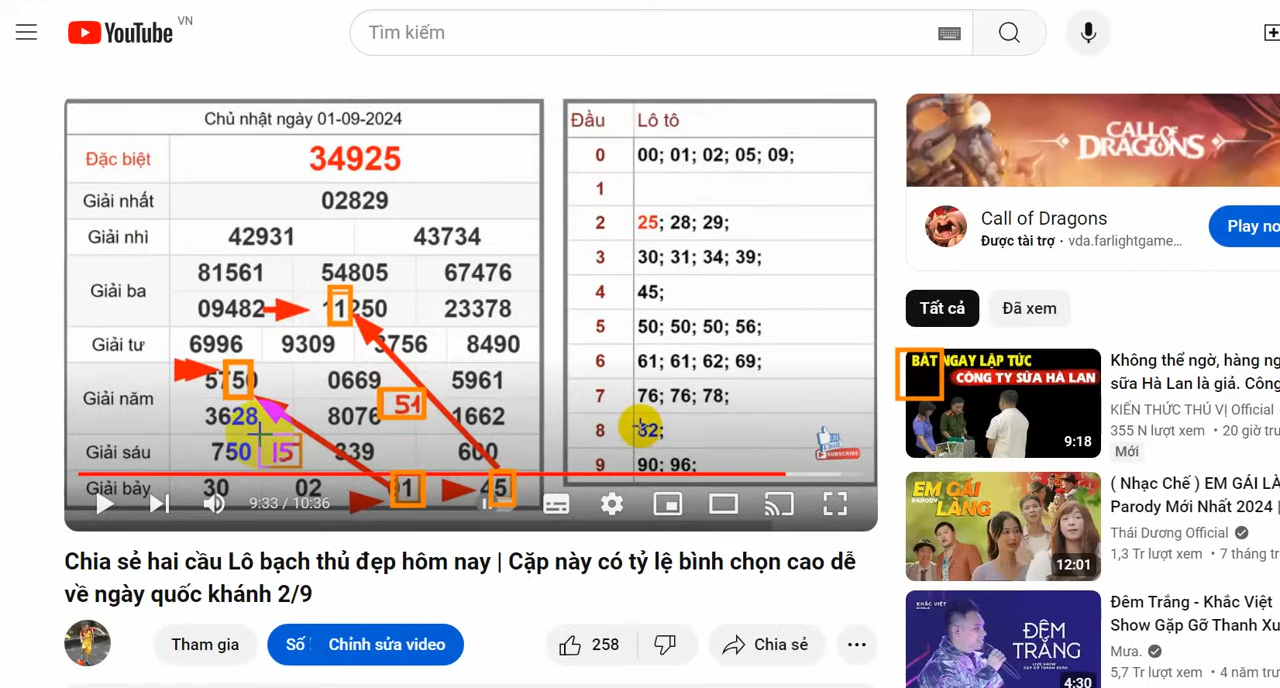 YouTube VN
Tìm kiếm
Chủ nhật ngày 01-09-2024
Đặc biệt 34925
Giải nhất 02829
Giải nhì 42931 43734
Giải ba 81561 54805 67476
09482 11250 23378
Giải tư 6996 9309 3756 8490
Giải năm 5750 0669 5961
3628 8076 1662
51
Giải sáu 750 339 600
15
Giải bảy 30 02 31 45
9:33 / 10:36
Đầu Lô tô
0 00; 01; 02; 05; 09;
1
2 25; 28; 29;
3 30; 31; 34; 39;
4 45;
5 50; 50; 50; 56;
6 61; 61; 62; 69;
7 76; 76; 78;
8 82;
9 90; 96;
SUBSCRIBE
Chia sẻ hai cầu Lô bạch thủ đẹp hôm nay | Cặp này có tỷ lệ bình chọn cao dễ
về ngày quốc khánh 2/9
Tham gia
Số
Chỉnh sửa video
258
Chia sẻ
CALL OF
DRAGONS
Call of Dragons
Được tài trợ · vda.farlightgame…
Play no
Tất cả
Đã xem
BẮT NGAY LẬP TỨC
CÔNG TY SỮA HÀ LAN
9:18
Không thể ngờ, hàng ng
sữa Hà Lan là giả. Công
KIẾN THỨC THÚ VỊ Official
355 N lượt xem · 20 giờ trư
Mới
EM GÁI
PARODY
LÀNG
12:01
( Nhạc Chế ) EM GÁI LÀ
Parody Mới Nhất 2024 |
Thái Dương Official
1,3 Tr lượt xem · 7 tháng tr
KHẮC VIỆT
ĐÊM
TRẮNG
4:30
Đêm Trắng - Khắc Việt
Show Gặp Gỡ Thanh Xu
Mưa.
5,7 Tr lượt xem · 4 năm trư